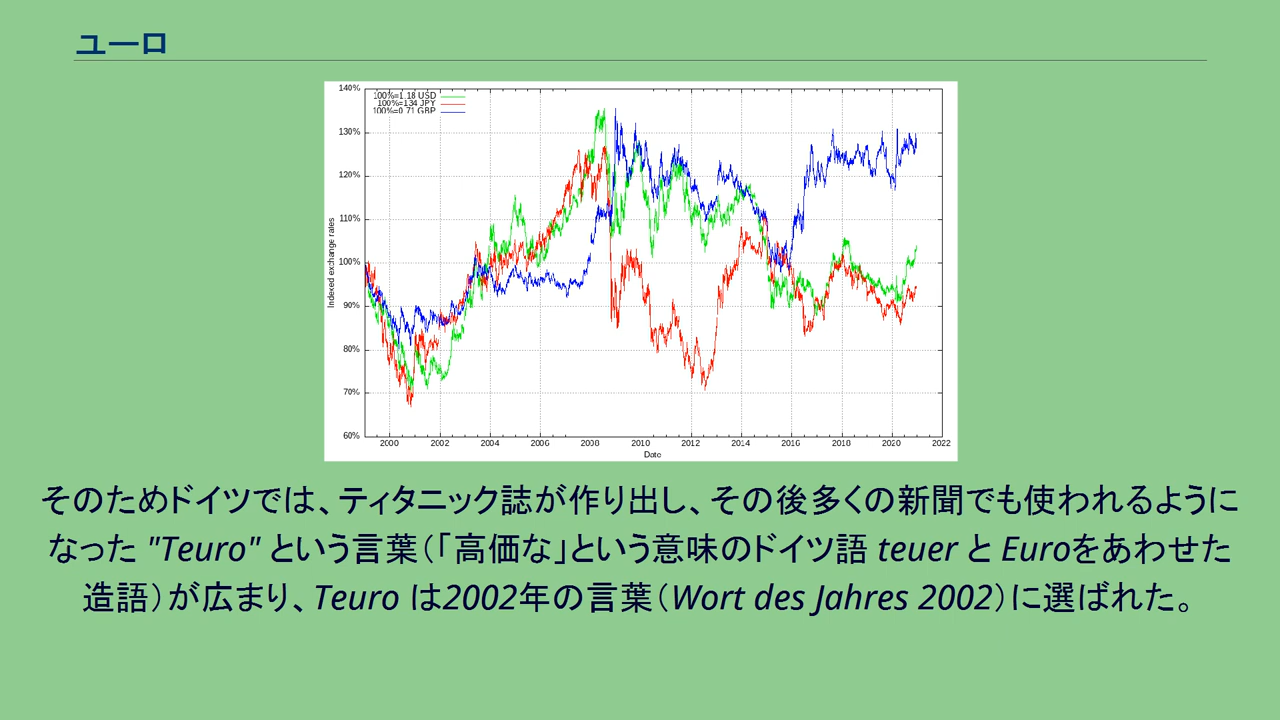 ユーロ
140%
130%
120%
110%
100%
90%
80%
70%
60%
Indexed exchange rates
100%=1.18 USD
100%=134 JPY
100%=0.71 GBP
2000 2002 2004 2006 2008 2010 2012 2014 2016 2018 2020 2022
Date
そのためドイツでは、ティタニック誌が作り出し、その後多くの新聞でも使われるように
なった "Teuro" という言葉（「高価な」という意味のドイツ語 teuer と Euroをあわせた
造語）が広まり、Teuro は2002年の言葉（Wort des Jahres 2002）に選ばれた。